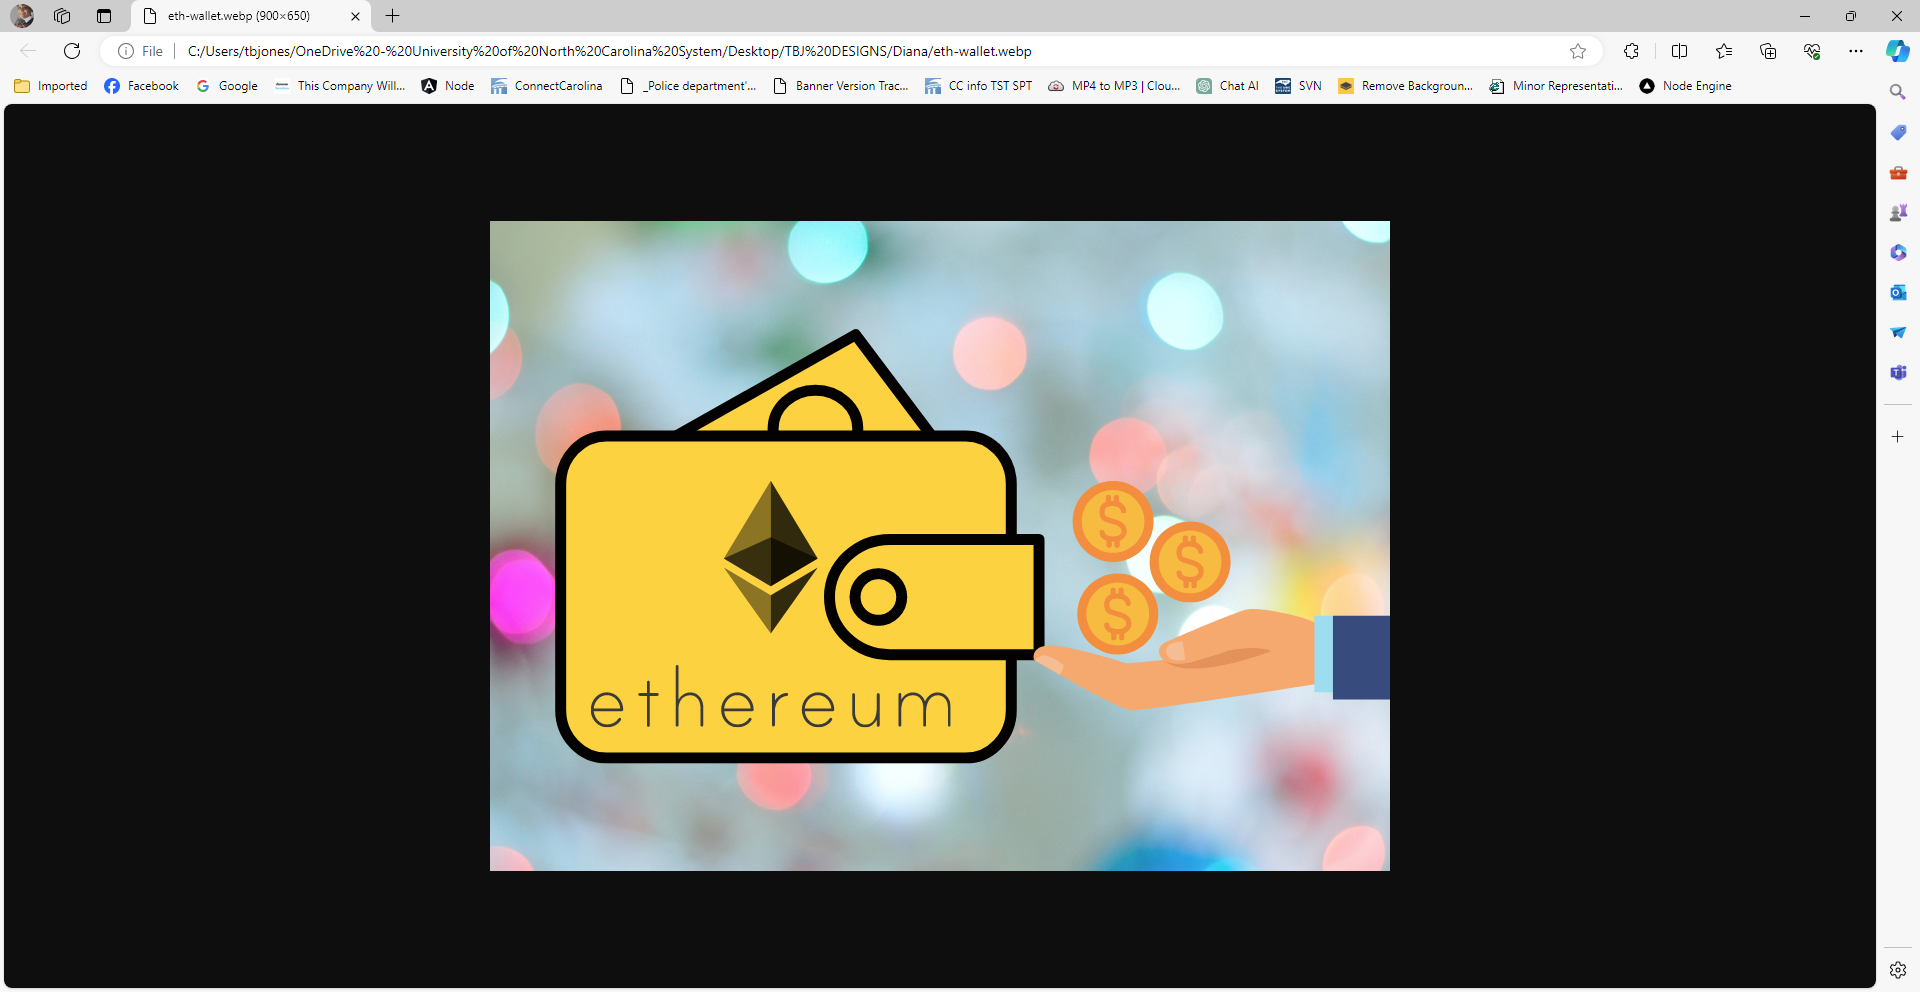 eth-wallet.webp (900×650)
File
C:/Users/tbjones/OneDrive%20-%20University%20of%20North%20Carolina%20System/Desktop/TBJ%20DESIGNS/Diana/eth-wallet.webp
Imported
Facebook
Google
This Company Will...
Node
ConnectCarolina
_Police department'...
Banner Version Trac...
CC info TST SPT
MP4 to MP3 | Clou...
Chat AI
SVN
Remove Backgroun...
Minor Representati...
Node Engine
$
$
$
ethereum